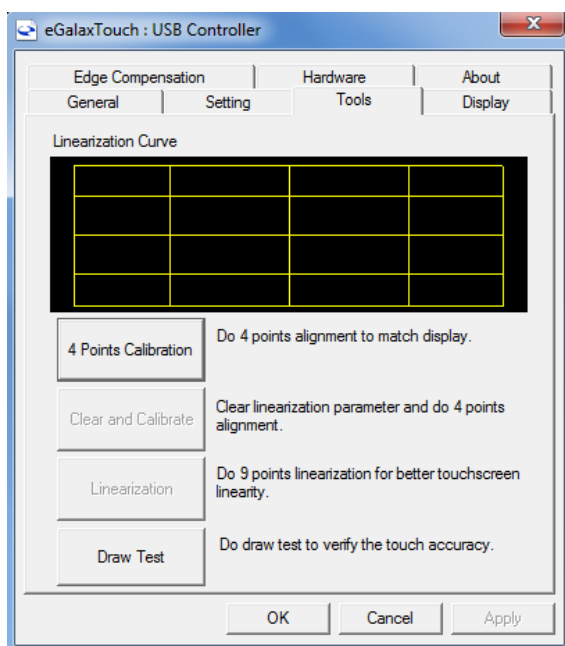 eGalaxTouch : USB Controller
X
Edge Compensation
Hardware
About
General
Setting
Tools
Display
Linearization Curve
4 Points Calibration
Do 4 points alignment to match display.
Clear and Calibrate
Clear linearization parameter and do 4 points
alignment.
Linearization
Do 9 points linearization for better touchscreen
linearity.
Draw Test
Do draw test to verify the touch accuracy.
OK
Cancel
Apply